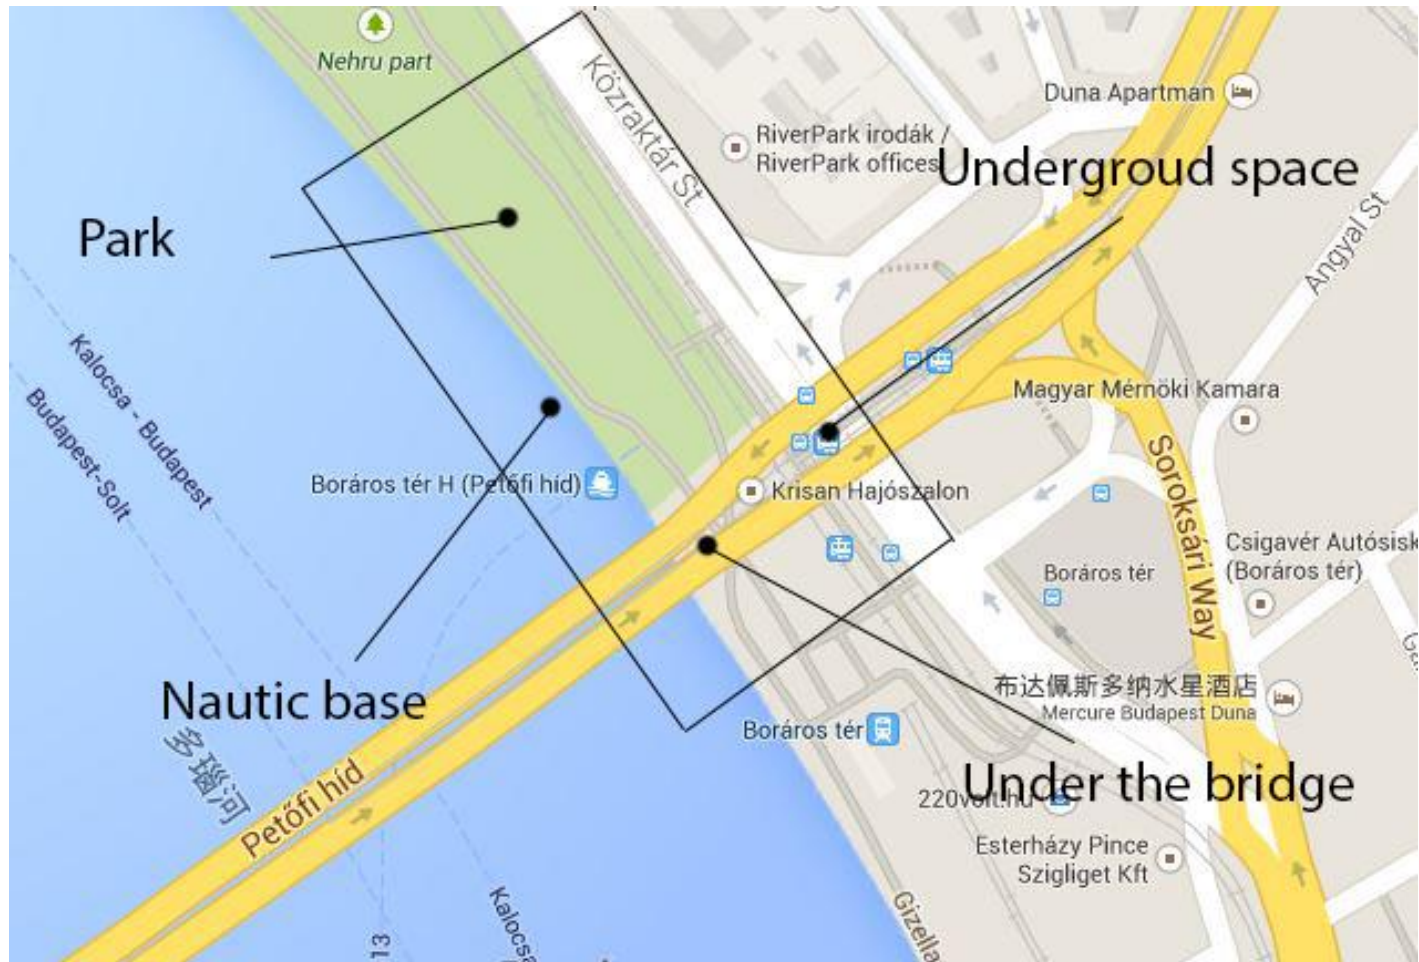 Nehru part
Közraktár St
Duna Apartman
RiverPark irodák /
RiverPark offices
Undergroud space
Park
Angyal St
Kalocsa - Budapest
Budapest-Solt
Magyar Mérnöki Kamara
Soroksári Way
Boráros tér H (Petőfi híd)
Krisan Hajószalon
Csigavér Autósisk
(Boráros tér)
Boráros tér
Nautic base
布达佩斯多纳水星酒店
Mercure Budapest Duna
Boráros tér
多瑙河
Petőfi híd
Under the bridge
220volt.hu
Esterházy Pince
Szigliget Kft
Kalocsa
Gizella
13